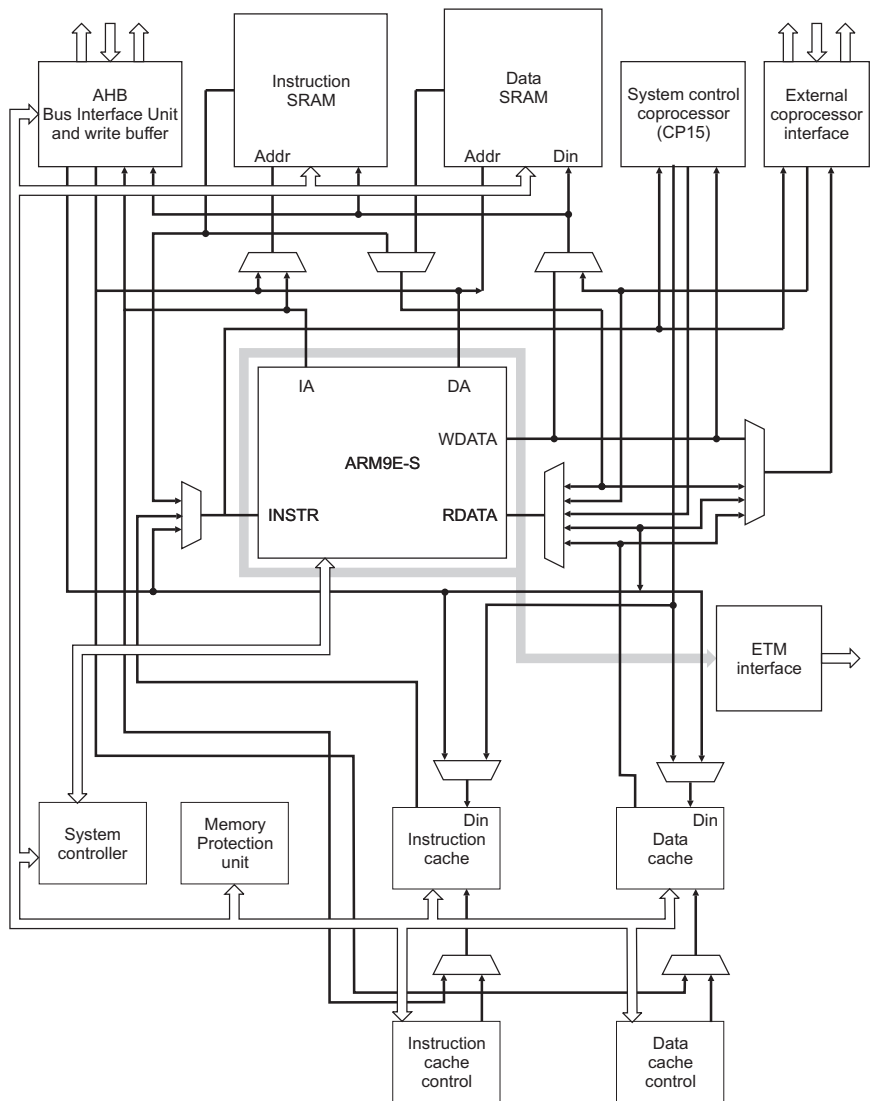 AHB
Bus Interface Unit
and write buffer
Instruction
SRAM
Addr
Data
SRAM
Addr
Din
System control
coprocessor
(CP15)
External
coprocessor
interface
IA
DA
WDATA
ARM9E-S
INSTR
RDATA
ETM
interface
System
controller
Memory
Protection
unit
Din
Instruction
cache
Din
Data
cache
Instruction
cache
control
Data
cache
control